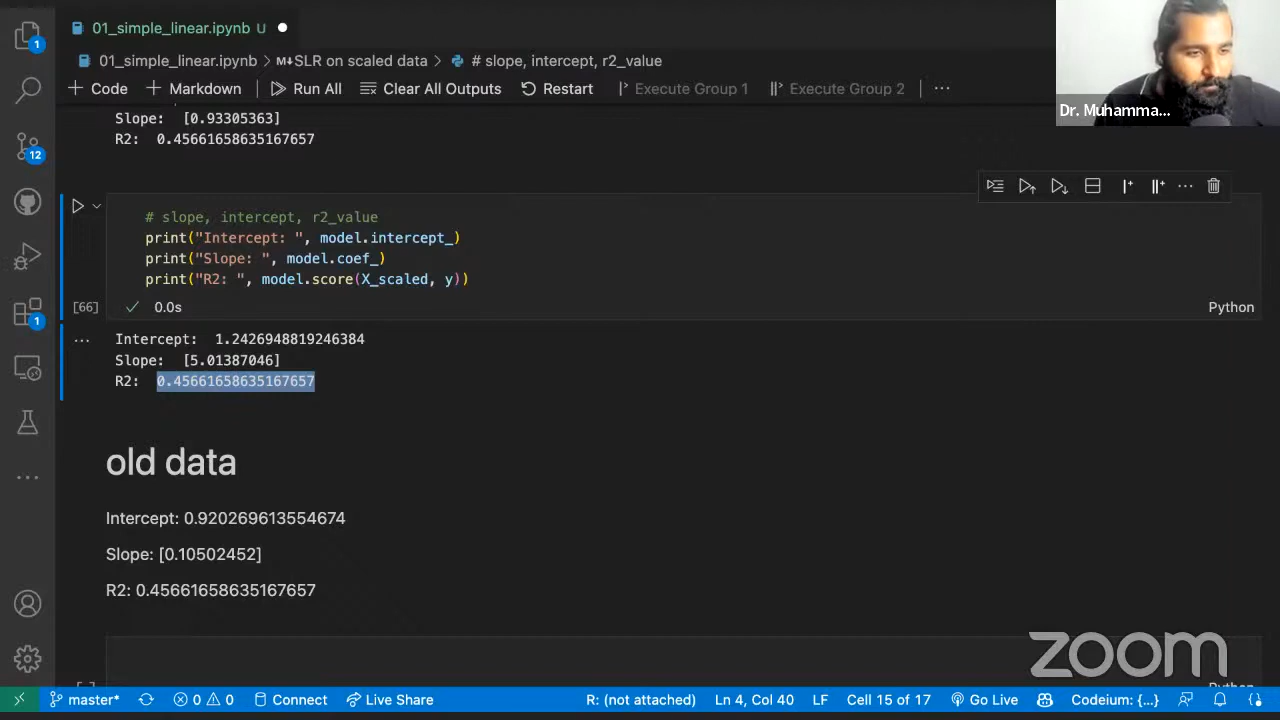 01_simple_linear.ipynb U
01_simple_linear.ipynb > M↓SLR on scaled data > # slope, intercept, r2_value
+ Code + Markdown Run All Clear All Outputs Restart Execute Group 1 Execute Group 2 ...
Dr. Muhamma...
Slope: [0.93305363]
R2: 0.45661658635167657
# slope, intercept, r2_value
print("Intercept: ", model.intercept_)
print("Slope: ", model.coef_)
print("R2: ", model.score(X_scaled, y))
[66] 0.0s Python
Intercept: 1.2426948819246384
Slope: [5.01387046]
R2: 0.45661658635167657
old data
Intercept: 0.920269613554674
Slope: [0.10502452]
R2: 0.45661658635167657
1
12
1
zoom
master* 0 0 Connect Live Share R: (not attached) Ln 4, Col 40 LF Cell 15 of 17 Go Live Codeium: {...}